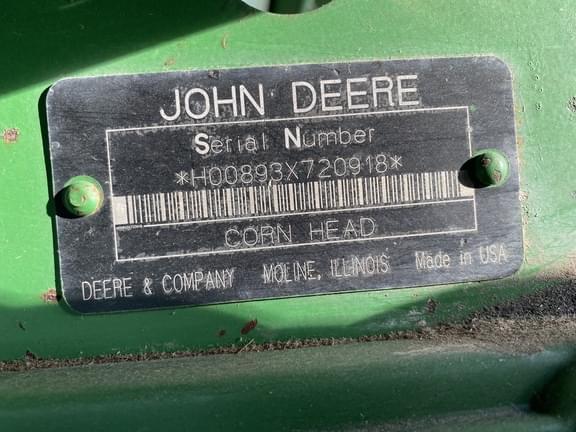 JOHN DEERE
Serial Number
*H00893X720918*
CORN HEAD
DEERE & COMPANY MOLINE, ILLINOIS Made in USA